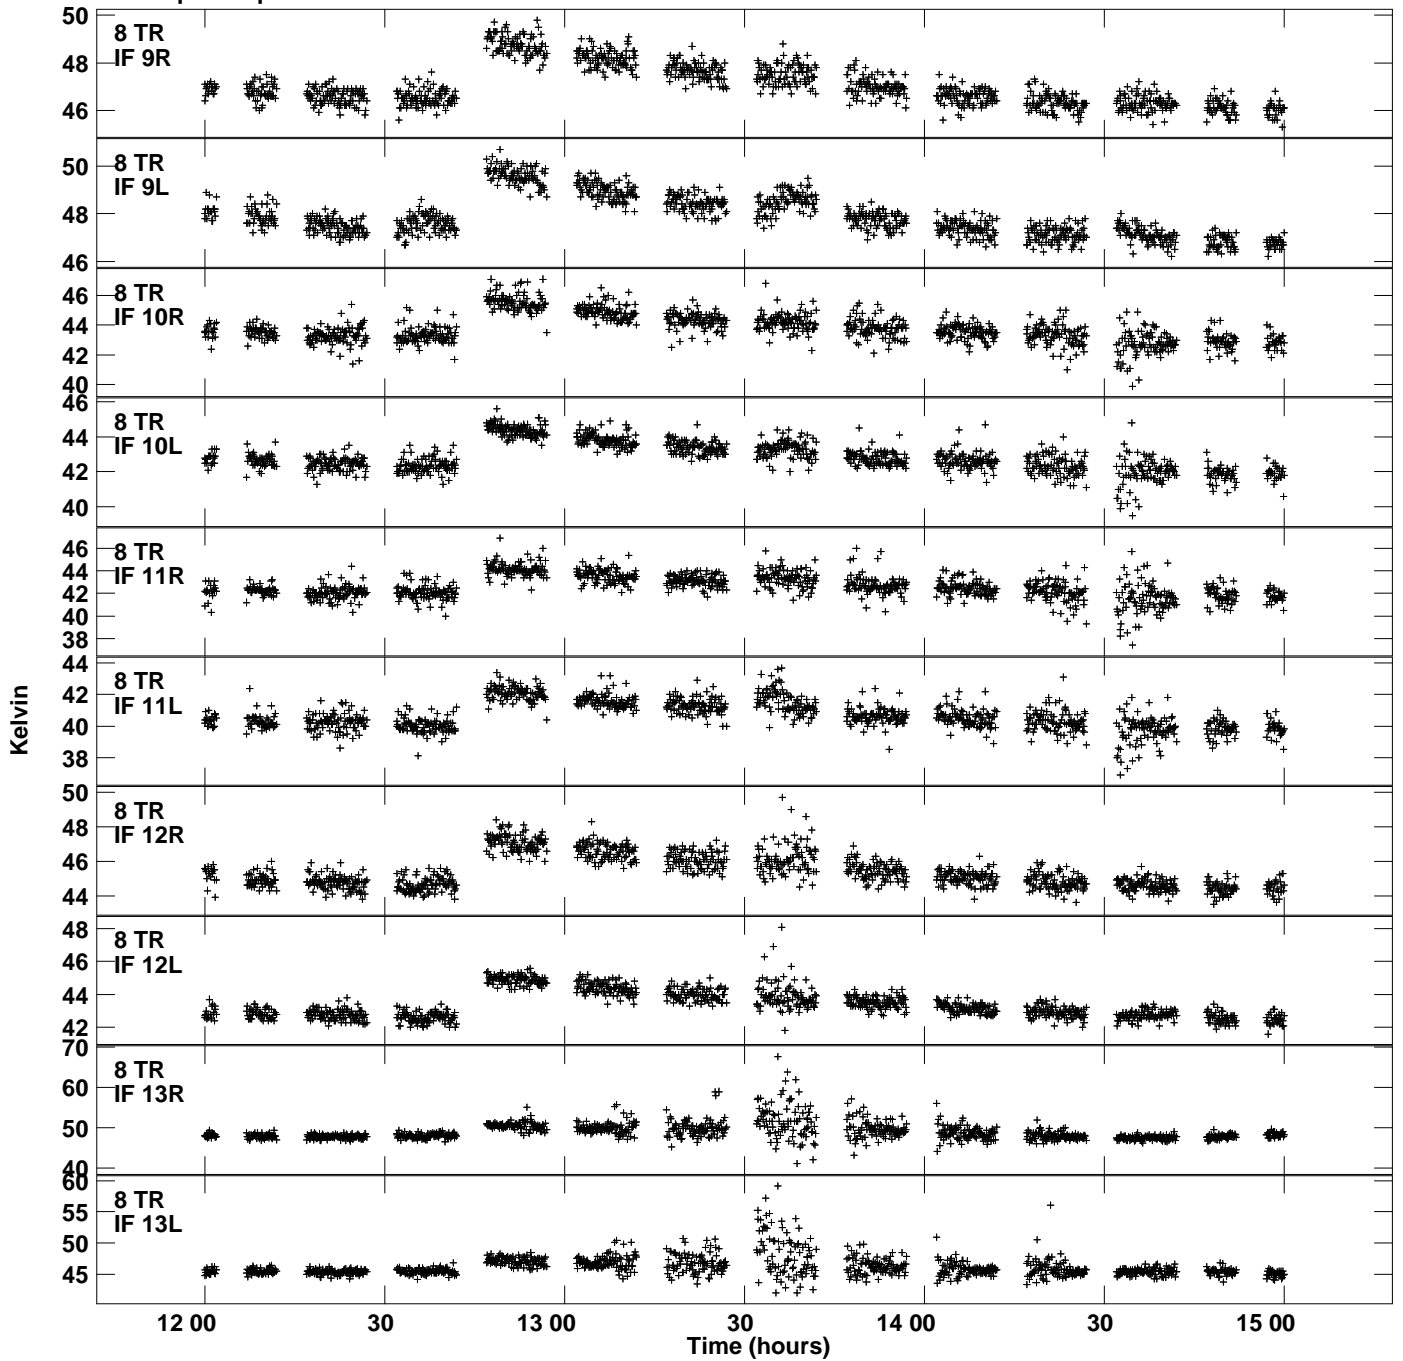 50
8 TR
IF 9R
48
46
8 TR
IF 9L
50
48
46
8 TR
IF 10R
46
44
42
40
8 TR
IF 10L
46
44
42
40
8 TR
IF 11R
46
44
42
40
38
8 TR
IF 11L
44
42
40
38
8 TR
IF 12R
50
48
46
44
8 TR
IF 12L
48
46
44
42
8 TR
IF 13R
70
60
50
40
8 TR
IF 13L
60
55
50
45
Kelvin
12 00 30 13 00 30 14 00 30 15 00
Time (hours)